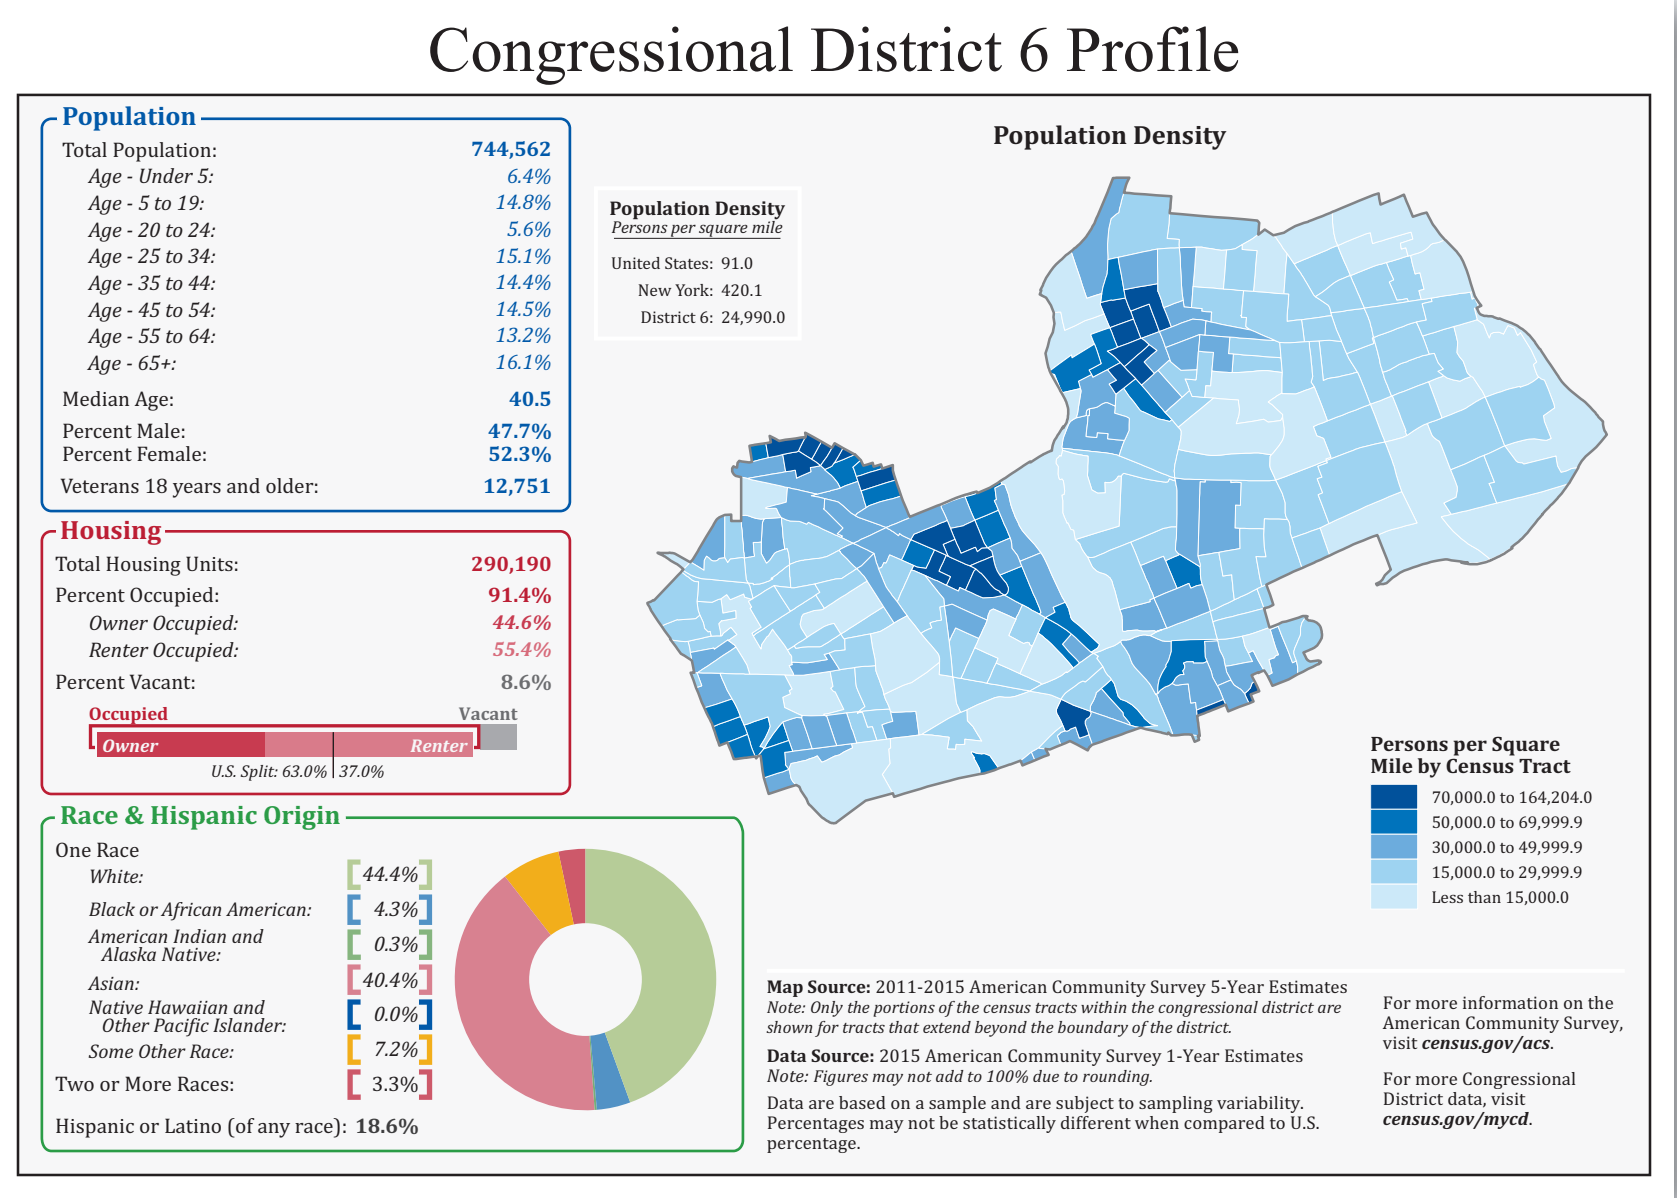 Congressional District 6 Profile
Population
Total Population: 744,562
Age - Under 5: 6.4%
Age - 5 to 19: 14.8%
Age - 20 to 24: 5.6%
Age - 25 to 34: 15.1%
Age - 35 to 44: 14.4%
Age - 45 to 54: 14.5%
Age - 55 to 64: 13.2%
Age - 65+: 16.1%
Median Age: 40.5
Percent Male: 47.7%
Percent Female: 52.3%
Veterans 18 years and older: 12,751
Housing
Total Housing Units: 290,190
Percent Occupied: 91.4%
Owner Occupied: 44.6%
Renter Occupied: 55.4%
Percent Vacant: 8.6%
Occupied Vacant
Owner Renter
U.S. Split: 63.0% 37.0%
Race & Hispanic Origin
One Race
White: 44.4%
Black or African American: 4.3%
American Indian and
Alaska Native: 0.3%
Asian: 40.4%
Native Hawaiian and
Other Pacific Islander: 0.0%
Some Other Race: 7.2%
Two or More Races: 3.3%
Hispanic or Latino (of any race): 18.6%
Population Density
Population Density
Persons per square mile
United States: 91.0
New York: 420.1
District 6: 24,990.0
Persons per Square
Mile by Census Tract
70,000.0 to 164,204.0
50,000.0 to 69,999.9
30,000.0 to 49,999.9
15,000.0 to 29,999.9
Less than 15,000.0
Map Source: 2011-2015 American Community Survey 5-Year Estimates
Note: Only the portions of the census tracts within the congressional district are
shown for tracts that extend beyond the boundary of the district.
Data Source: 2015 American Community Survey 1-Year Estimates
Note: Figures may not add to 100% due to rounding.
Data are based on a sample and are subject to sampling variability.
Percentages may not be statistically different when compared to U.S.
percentage.
For more information on the
American Community Survey,
visit census.gov/acs.
For more Congressional
District data, visit
census.gov/mycd.